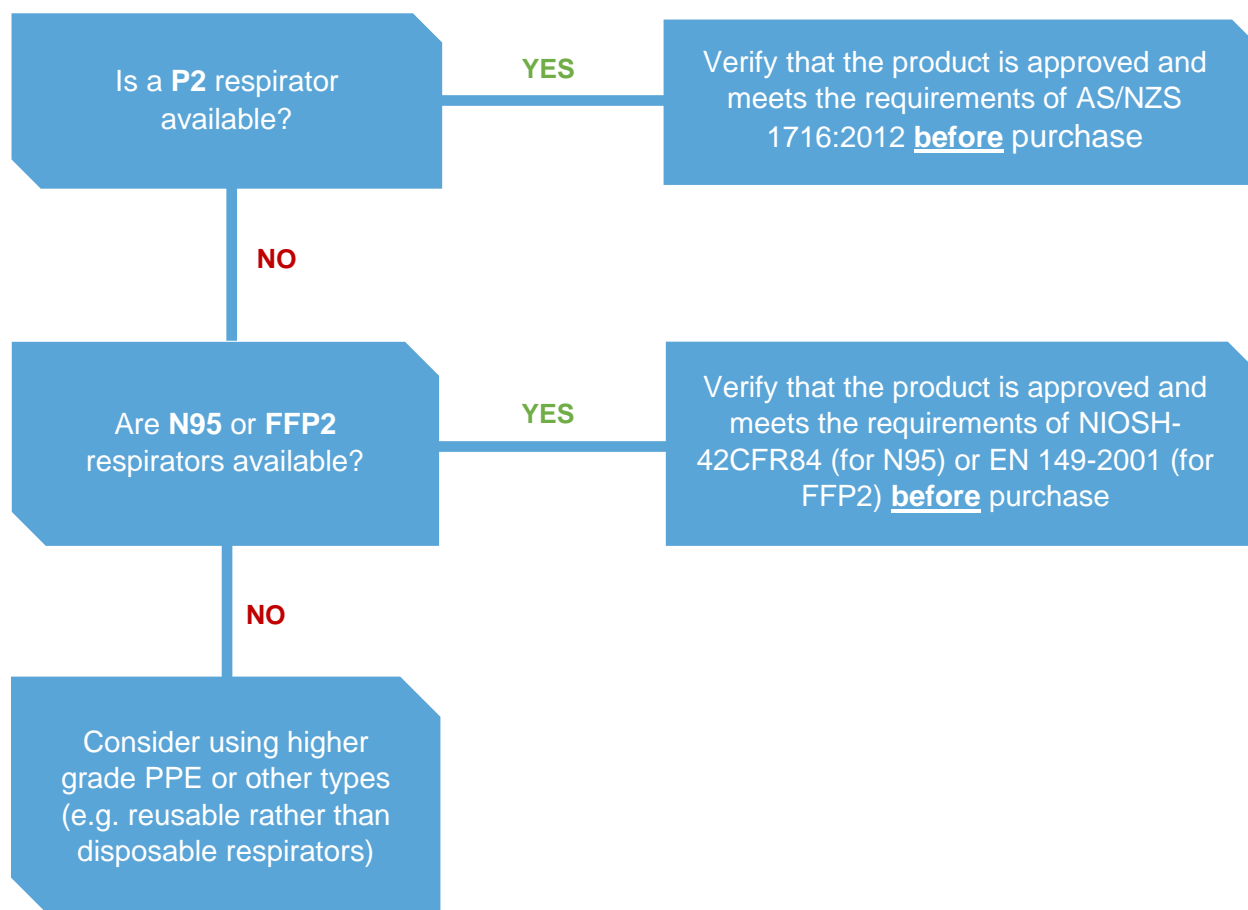 Is a P2 respirator
available?
YES
Verify that the product is approved and
meets the requirements of AS/NZS
1716:2012 before purchase
NO
Are N95 or FFP2
respirators available?
YES
Verify that the product is approved and
meets the requirements of NIOSH-
42CFR84 (for N95) or EN 149-2001 (for
FFP2) before purchase
NO
Consider using higher
grade PPE or other types
(e.g. reusable rather than
disposable respirators)